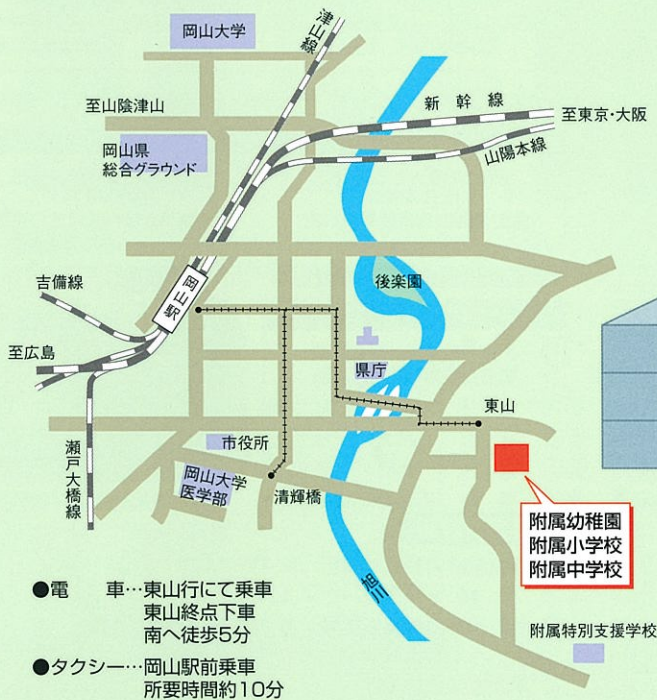 岡山大学
津山線
至山陰津山
新幹線
至東京・大阪
岡山県
総合グラウンド
山陽本線
吉備線
岡山駅
後楽園
至広島
県庁
東山
市役所
瀬戸大橋線
岡山大学
医学部
清輝橋
附属幼稚園
附属小学校
附属中学校
旭川
●電　車…東山行にて乗車
東山終点下車
南へ徒歩5分
附属特別支援学校
●タクシー…岡山駅前乗車
所要時間約10分